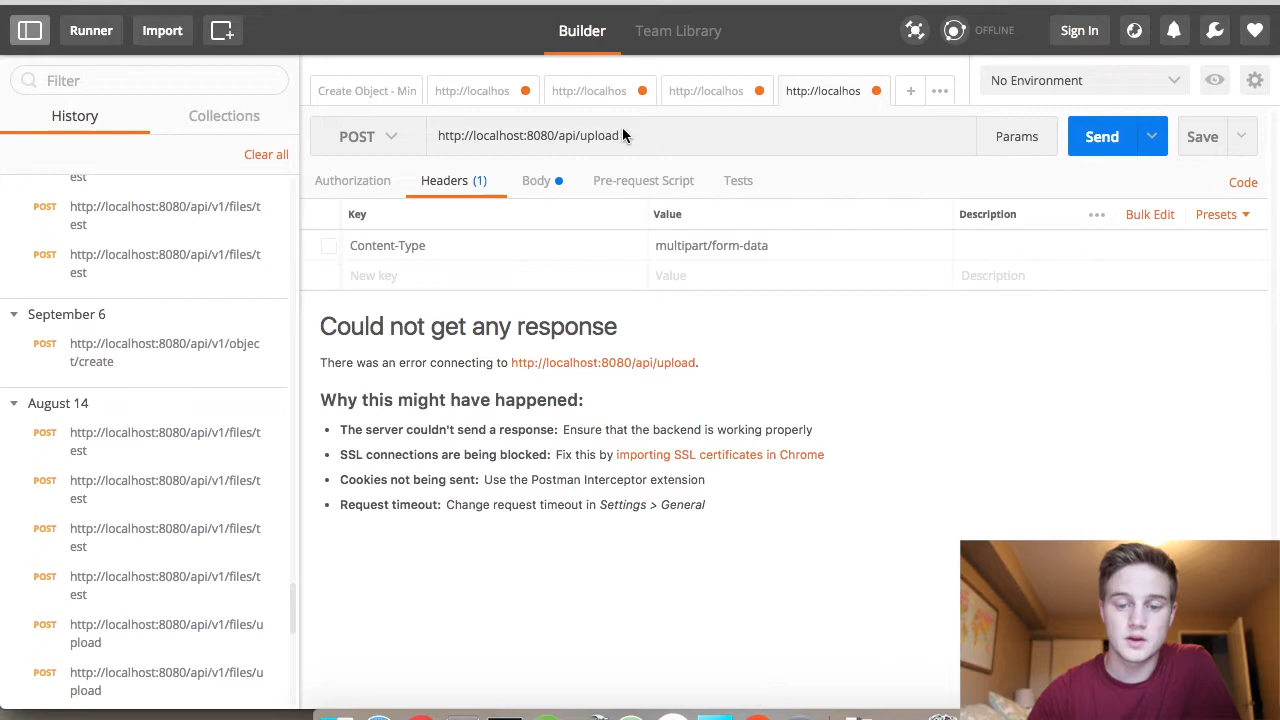 Runner
Import
Builder
Team Library
OFFLINE
Sign In
Filter
History
Collections
Clear all
est
POST http://localhost:8080/api/v1/files/t
est
POST http://localhost:8080/api/v1/files/t
est
September 6
POST http://localhost:8080/api/v1/objec
t/create
August 14
POST http://localhost:8080/api/v1/files/t
est
POST http://localhost:8080/api/v1/files/t
est
POST http://localhost:8080/api/v1/files/t
est
POST http://localhost:8080/api/v1/files/t
est
POST http://localhost:8080/api/v1/files/u
pload
POST http://localhost:8080/api/v1/files/u
pload
Create Object - Min
http://localhos
http://localhos
http://localhos
http://localhos
No Environment
POST
http://localhost:8080/api/upload
Params
Send
Save
Authorization
Headers (1)
Body
Pre-request Script
Tests
Code
Key
Value
Description
Bulk Edit
Presets
Content-Type
multipart/form-data
New key
Value
Description
Could not get any response
There was an error connecting to http://localhost:8080/api/upload.
Why this might have happened:
• The server couldn't send a response: Ensure that the backend is working properly
• SSL connections are being blocked: Fix this by importing SSL certificates in Chrome
• Cookies not being sent: Use the Postman Interceptor extension
• Request timeout: Change request timeout in Settings > General